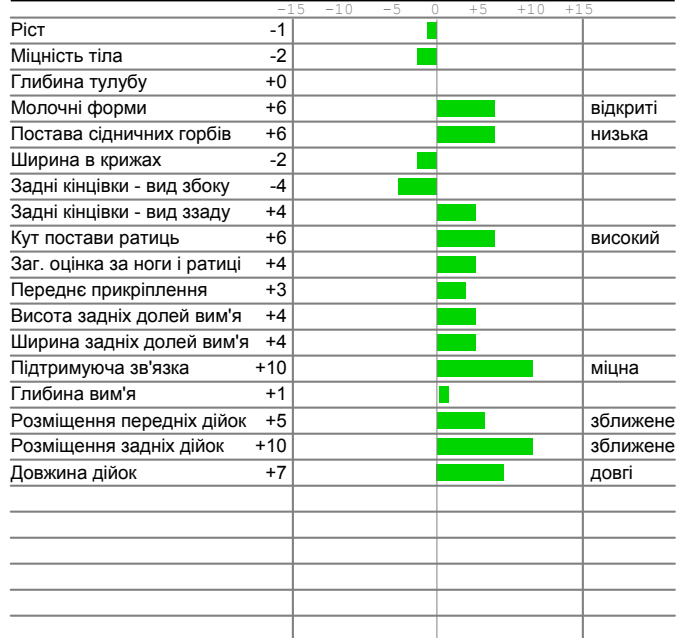 -15 -10 -5 0 +5 +10 +15
Ріст -1
Міцність тіла -2
Глибина тулубу +0
Молочні форми +6 відкриті
Постава сідничних горбів +6 низька
Ширина в крижах -2
Задні кінцівки - вид збоку -4
Задні кінцівки - вид ззаду +4
Кут постави ратиць +6 високий
Заг. оцінка за ноги і ратиці +4
Переднє прикріплення +3
Висота задніх долей вим'я +4
Ширина задніх долей вим'я +4
Підтримуюча зв'язка +10 міцна
Глибина вим'я +1
Розміщення передніх дійок +5 зближене
Розміщення задніх дійок +10 зближене
Довжина дійок +7 довгі